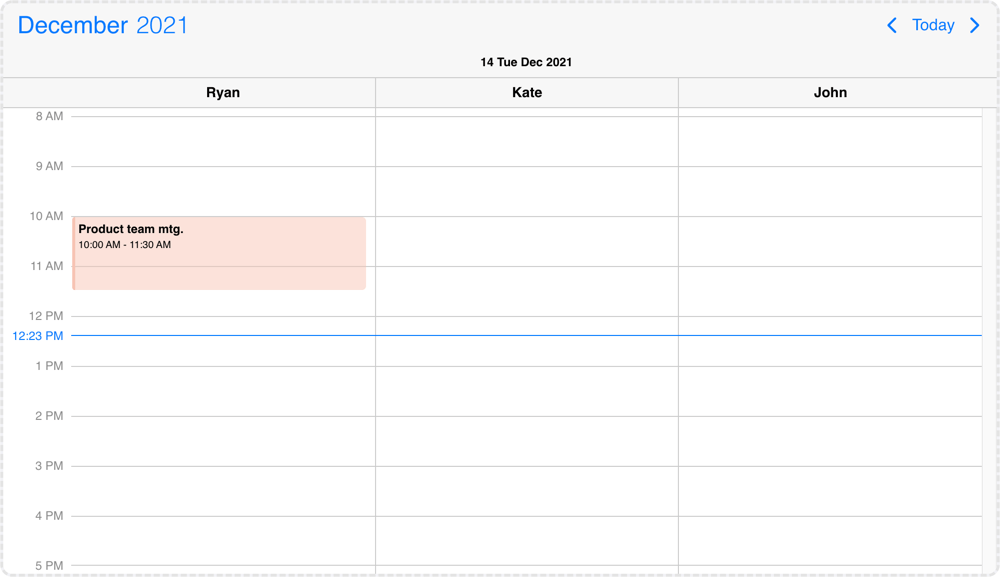 December 2021
Today
14 Tue Dec 2021
Ryan
Kate
John
8 AM
9 AM
10 AM
Product team mtg.
10:00 AM - 11:30 AM
11 AM
12 PM
12:23 PM
1 PM
2 PM
3 PM
4 PM
5 PM